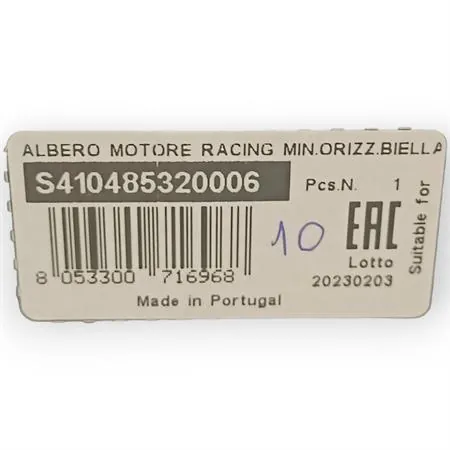 ALBERO MOTORE RACING MIN.ORIZZ.BIELLA
S410485320006 Pcs.N. 1
10 EAC
Lotto
8 053300 716968 20230203
Made in Portugal
Suitable for